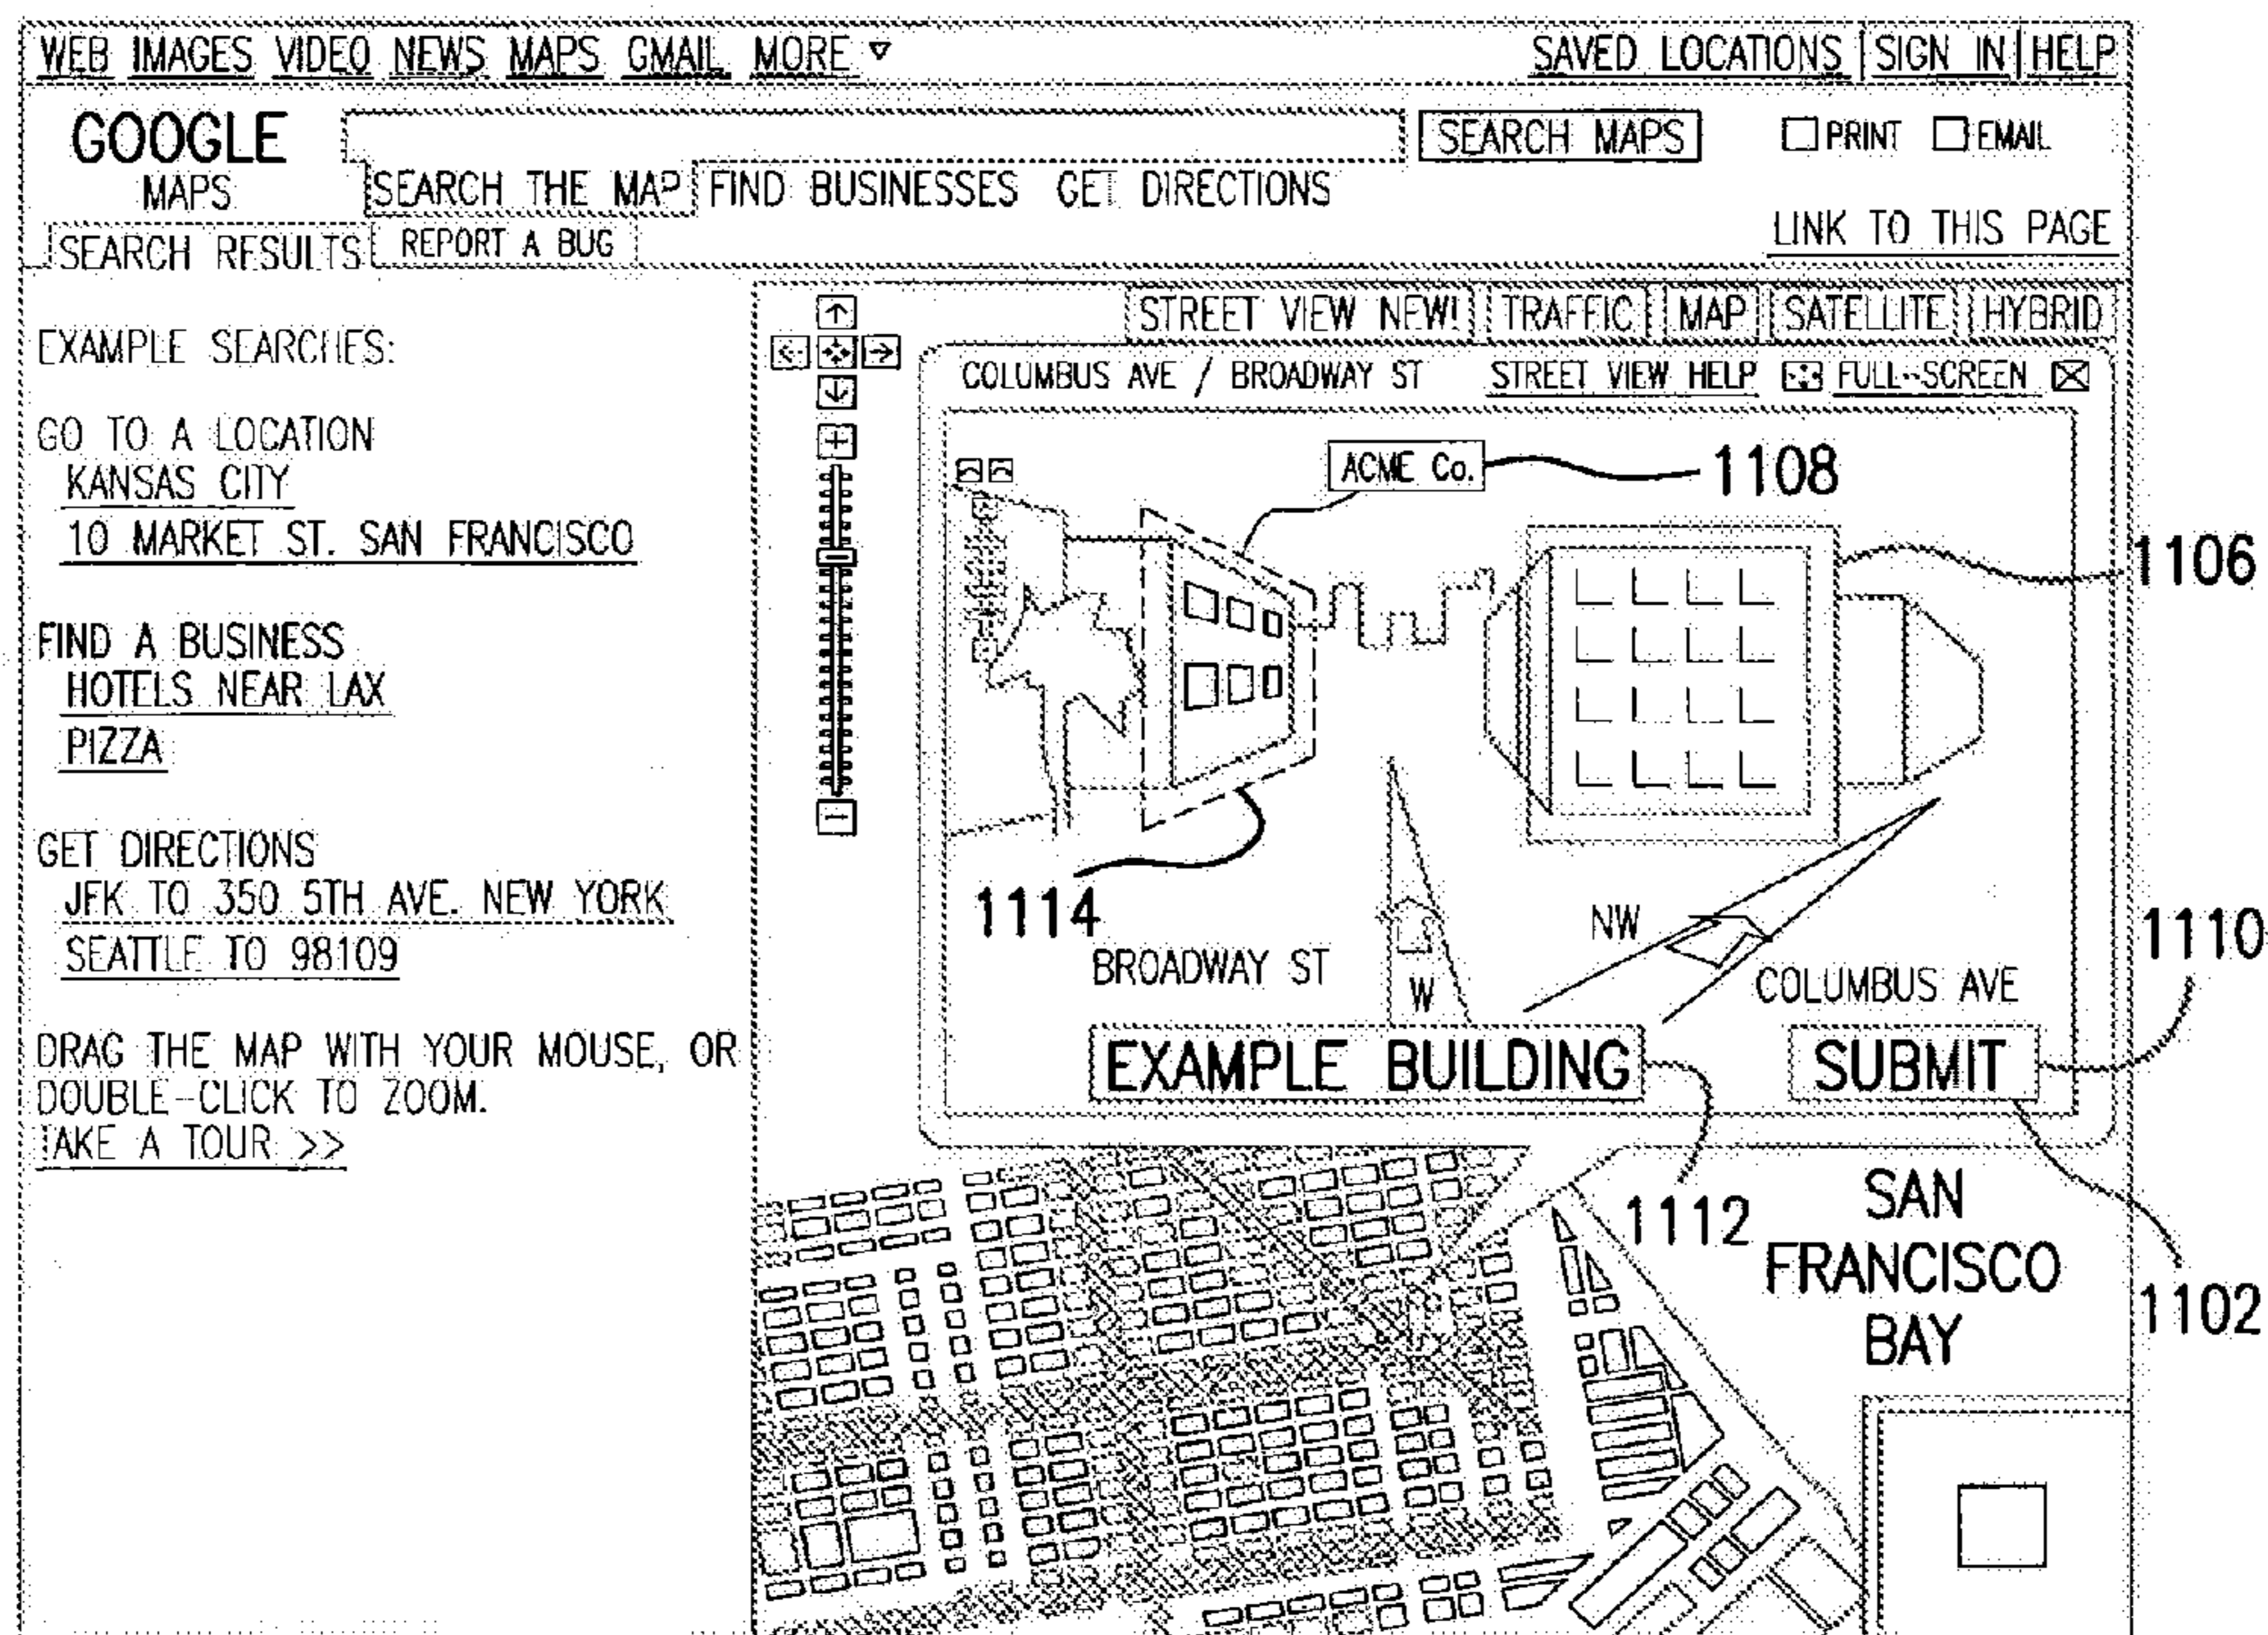 WEB IMAGES VIDEO NEWS MAPS GMAIL MORE ▽ SAVED LOCATIONS | SIGN IN | HELP
GOOGLE
MAPS
SEARCH MAPS
PRINT EMAIL
SEARCH THE MAP FIND BUSINESSES GET DIRECTIONS
LINK TO THIS PAGE
SEARCH RESULTS REPORT A BUG
EXAMPLE SEARCHES:
GO TO A LOCATION
KANSAS CITY
10 MARKET ST. SAN FRANCISCO
FIND A BUSINESS
HOTELS NEAR LAX
PIZZA
GET DIRECTIONS
JFK TO 350 5TH AVE. NEW YORK
SEATTLE TO 98109
DRAG THE MAP WITH YOUR MOUSE, OR
DOUBLE-CLICK TO ZOOM.
TAKE A TOUR >>
STREET VIEW NEW! TRAFFIC MAP SATELLITE HYBRID
COLUMBUS AVE / BROADWAY ST STREET VIEW HELP FULL-SCREEN
ACME Co. 1108
1106
1114
NW
1110
BROADWAY ST
W
COLUMBUS AVE
EXAMPLE BUILDING SUBMIT
1112
SAN
FRANCISCO
BAY
1102